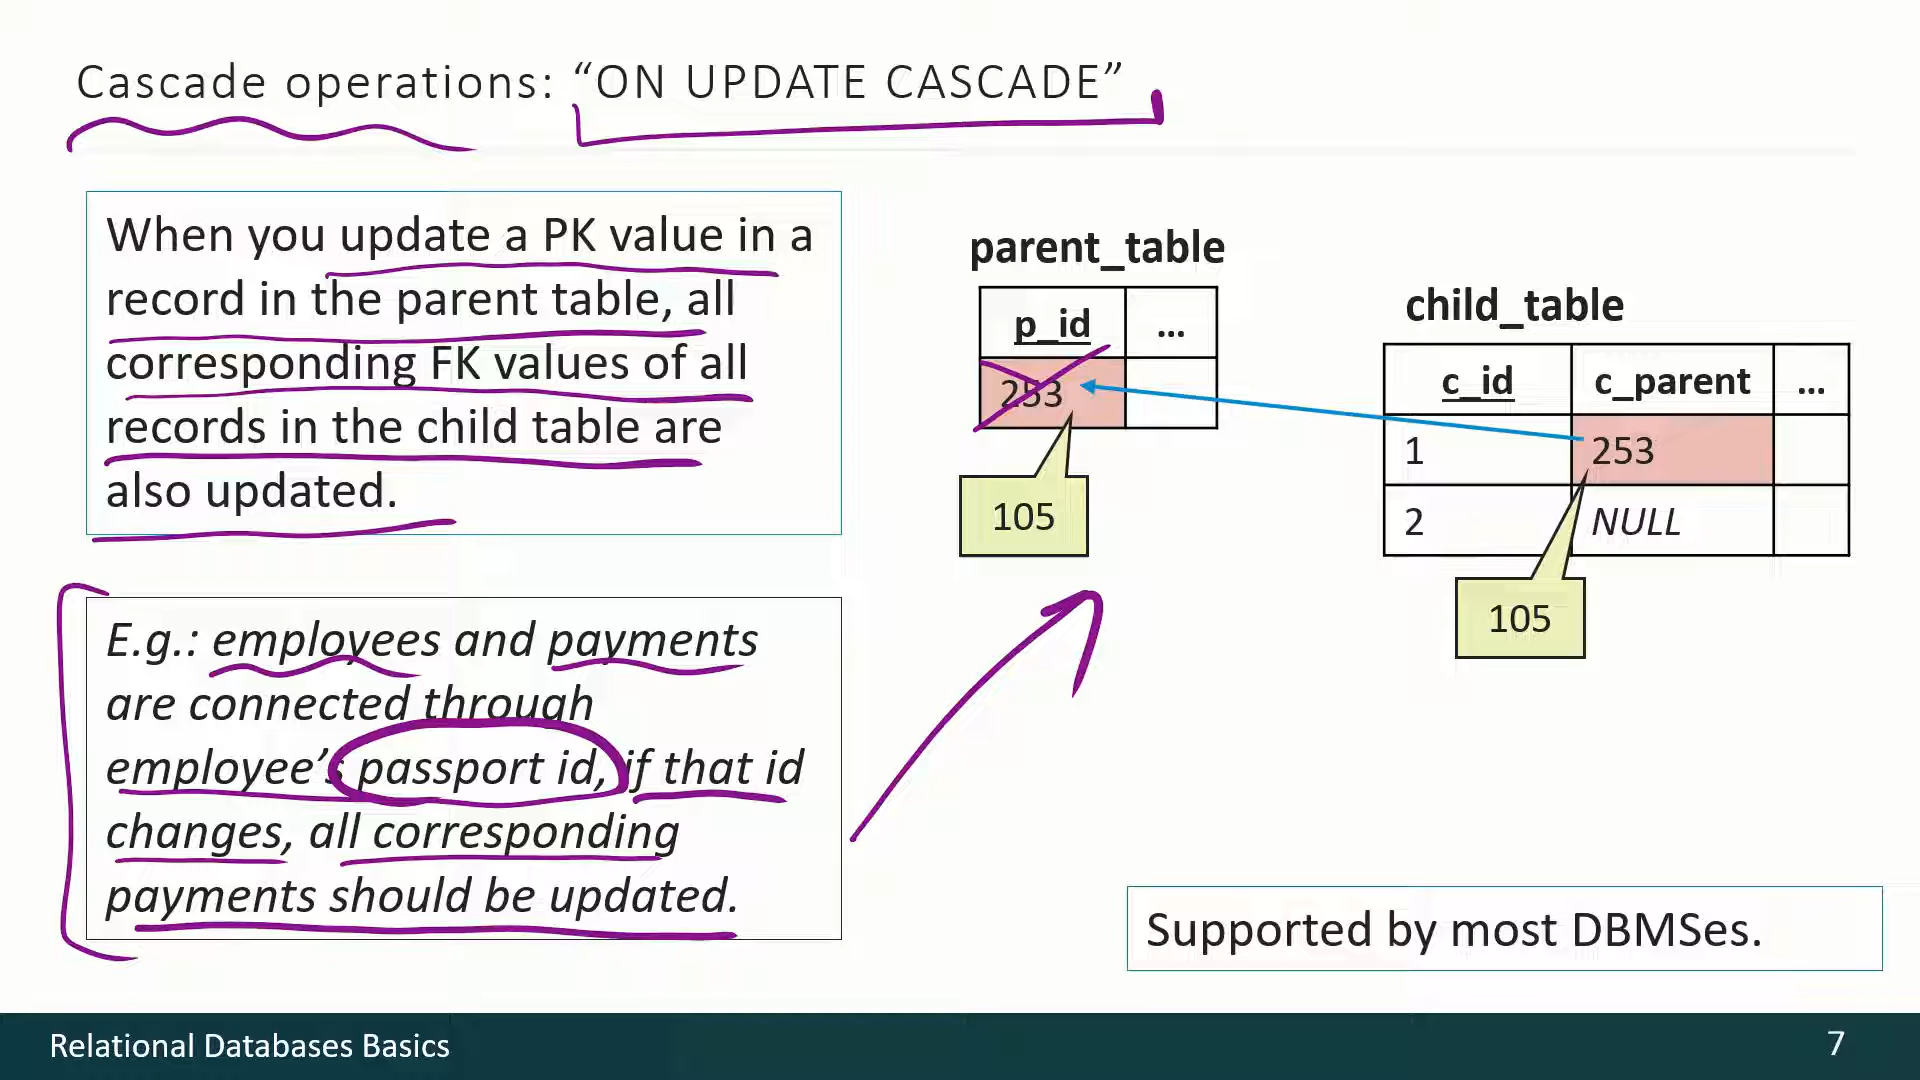 Cascade operations: “ON UPDATE CASCADE”
When you update a PK value in a
record in the parent table, all
corresponding FK values of all
records in the child table are
also updated.
E.g.: employees and payments
are connected through
employee’s passport id, if that id
changes, all corresponding
payments should be updated.
parent_table
p_id ...
253
105
child_table
c_id c_parent ...
1 253
2 NULL
105
Supported by most DBMSes.
Relational Databases Basics
7